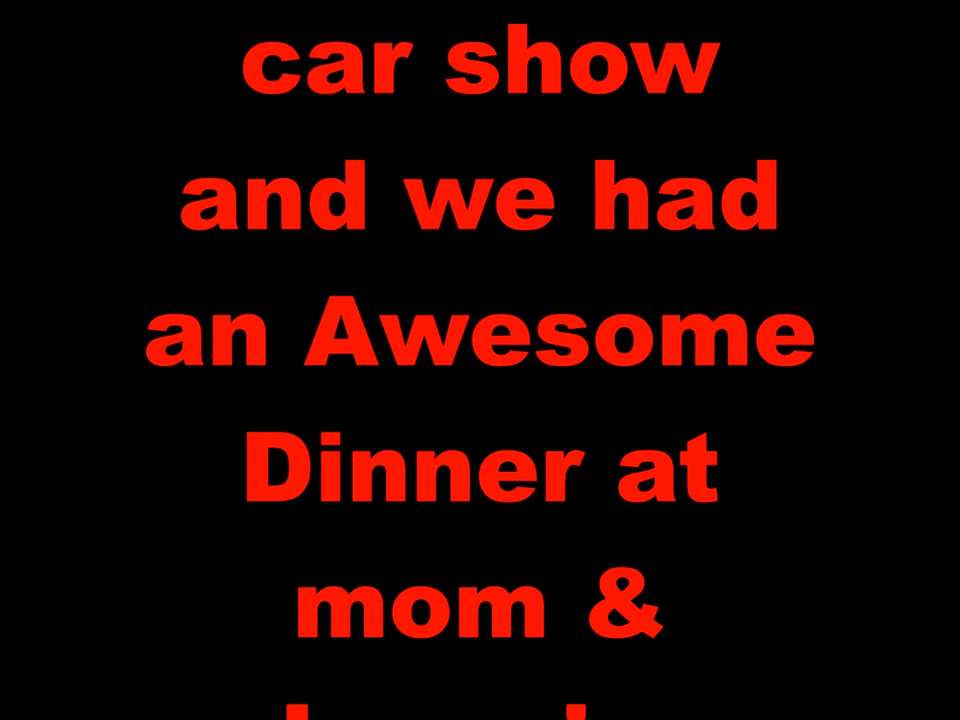 car show
and we had
an Awesome
Dinner at
mom &